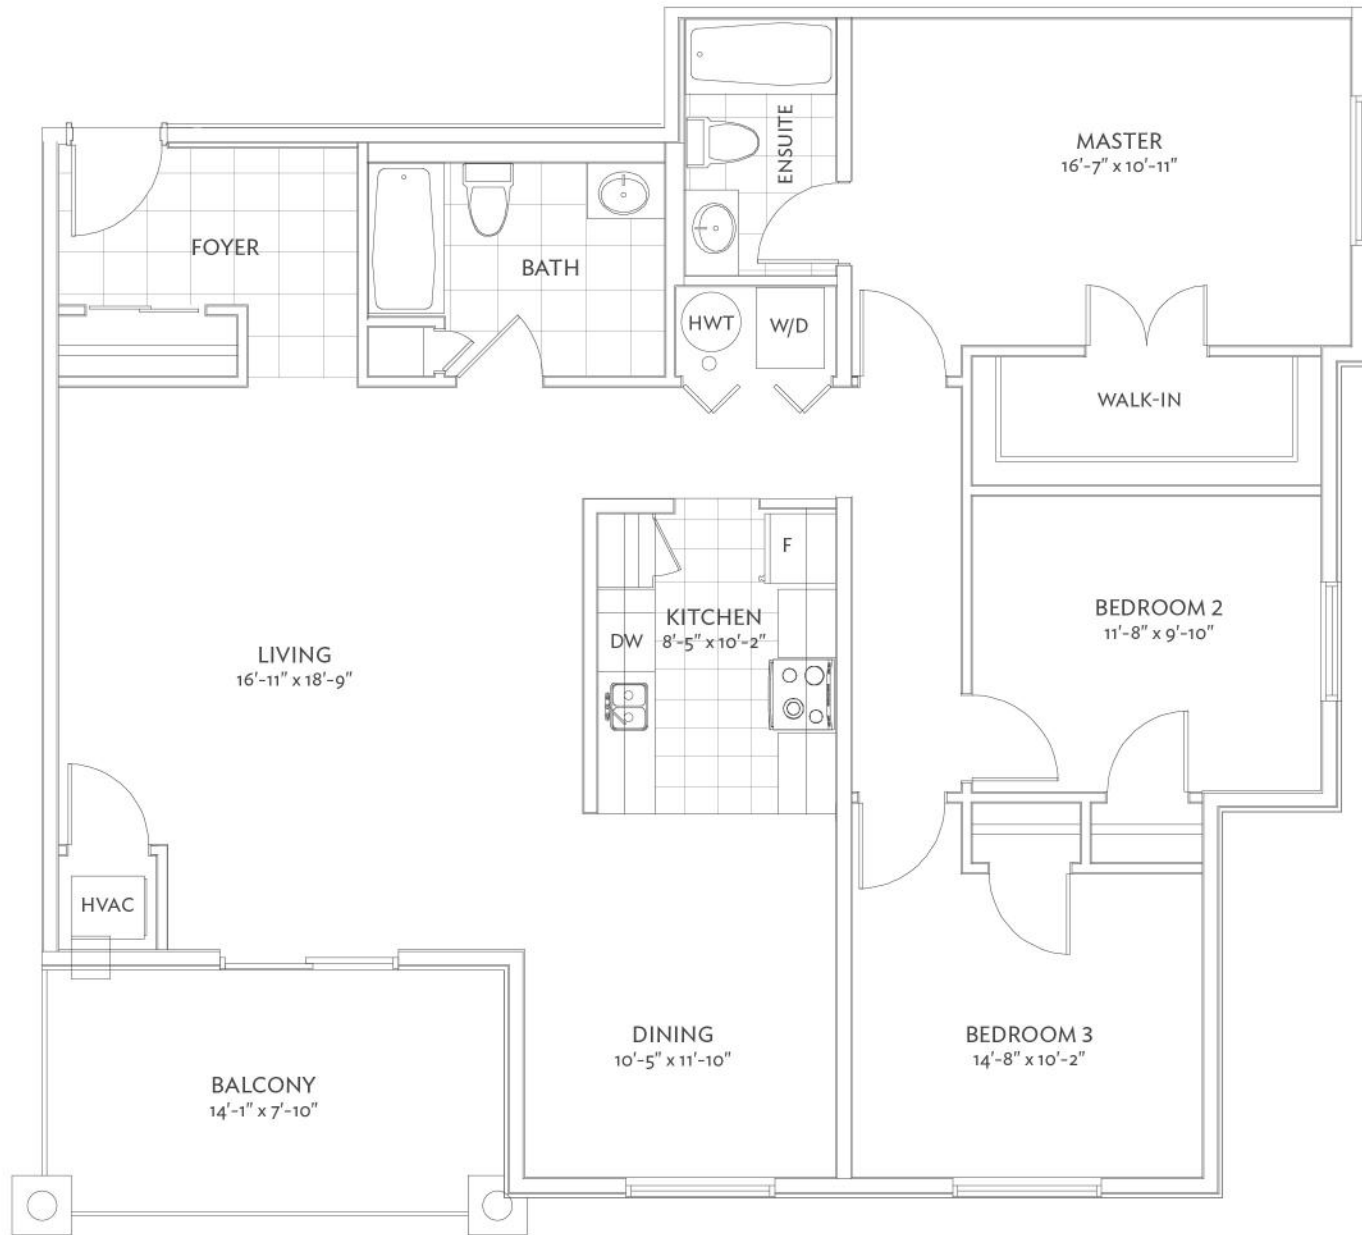 MASTER
16'-7" x 10'-11"
ENSUITE
FOYER
BATH
HWT
W/D
WALK-IN
F
KITCHEN
8'-5" x 10'-2"
DW
BEDROOM 2
11'-8" x 9'-10"
LIVING
16'-11" x 18'-9"
HVAC
DINING
10'-5" x 11'-10"
BEDROOM 3
14'-8" x 10'-2"
BALCONY
14'-1" x 7'-10"